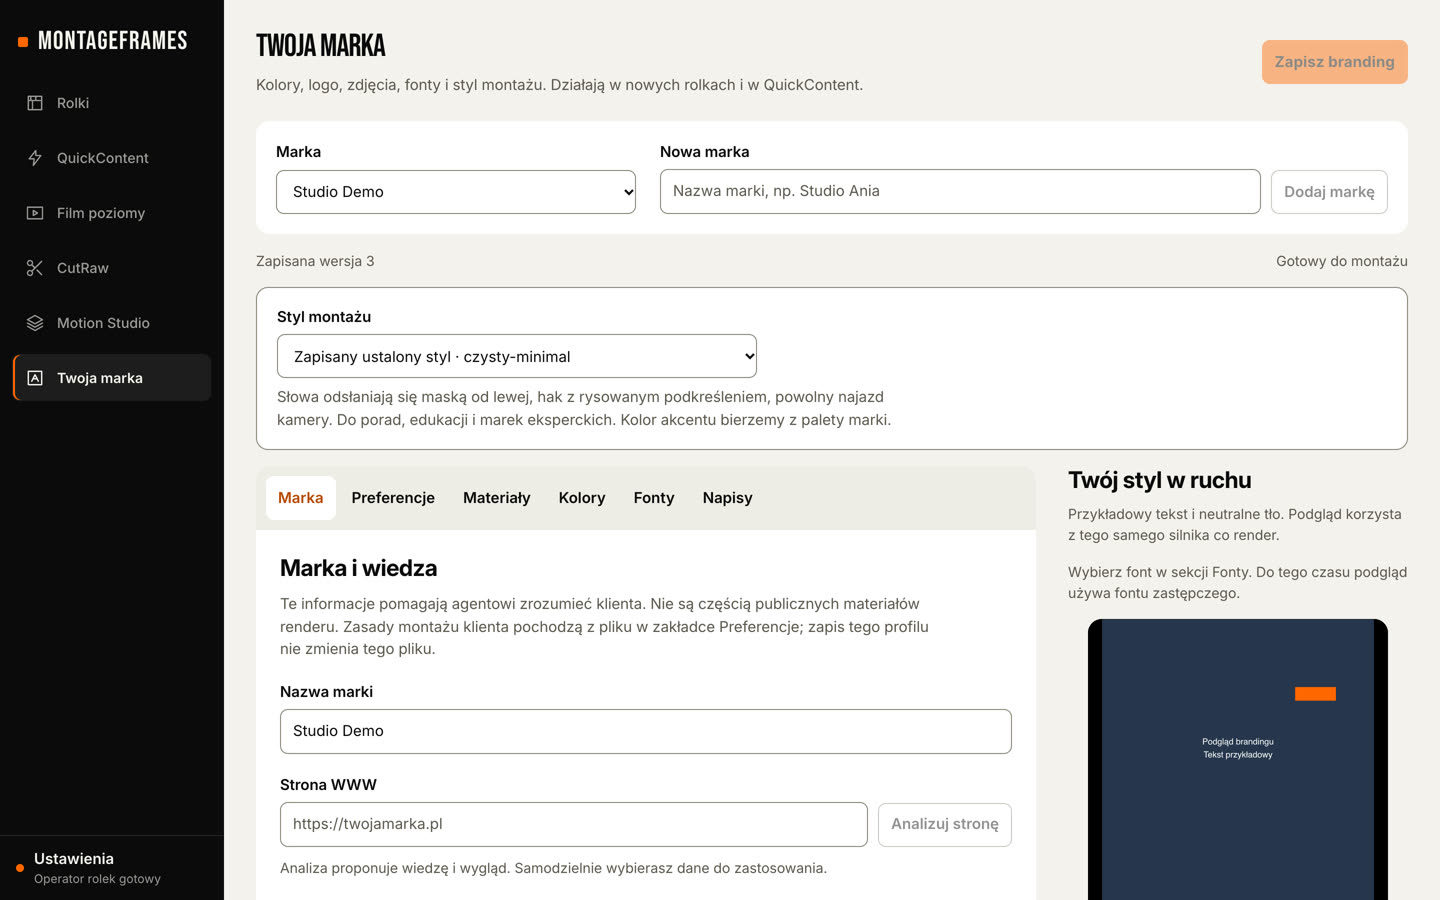 MONTAGEFRAMES
Rolki
QuickContent
Film poziomy
CutRaw
Motion Studio
Twoja marka
Ustawienia
Operator rolek gotowy
TWOJA MARKA
Kolory, logo, zdjęcia, fonty i styl montażu. Działają w nowych rolkach i w QuickContent.
Zapisz branding
Marka
Studio Demo
Nowa marka
Nazwa marki, np. Studio Ania
Dodaj markę
Zapisana wersja 3
Gotowy do montażu
Styl montażu
Zapisany ustalony styl · czysty-minimal
Słowa odsłaniają się maską od lewej, hak z rysowanym podkreśleniem, powolny najazd
kamery. Do porad, edukacji i marek eksperckich. Kolor akcentu bierzemy z palety marki.
Marka
Preferencje
Materiały
Kolory
Fonty
Napisy
Marka i wiedza
Te informacje pomagają agentowi zrozumieć klienta. Nie są częścią publicznych materiałów
renderu. Zasady montażu klienta pochodzą z pliku w zakładce Preferencje; zapis tego profilu
nie zmienia tego pliku.
Nazwa marki
Studio Demo
Strona WWW
https://twojamarka.pl
Analizuj stronę
Analiza proponuje wiedzę i wygląd. Samodzielnie wybierasz dane do zastosowania.
Twój styl w ruchu
Przykładowy tekst i neutralne tło. Podgląd korzysta
z tego samego silnika co render.
Wybierz font w sekcji Fonty. Do tego czasu podgląd
używa fontu zastępczego.
Podgląd brandingu
Tekst przykładowy